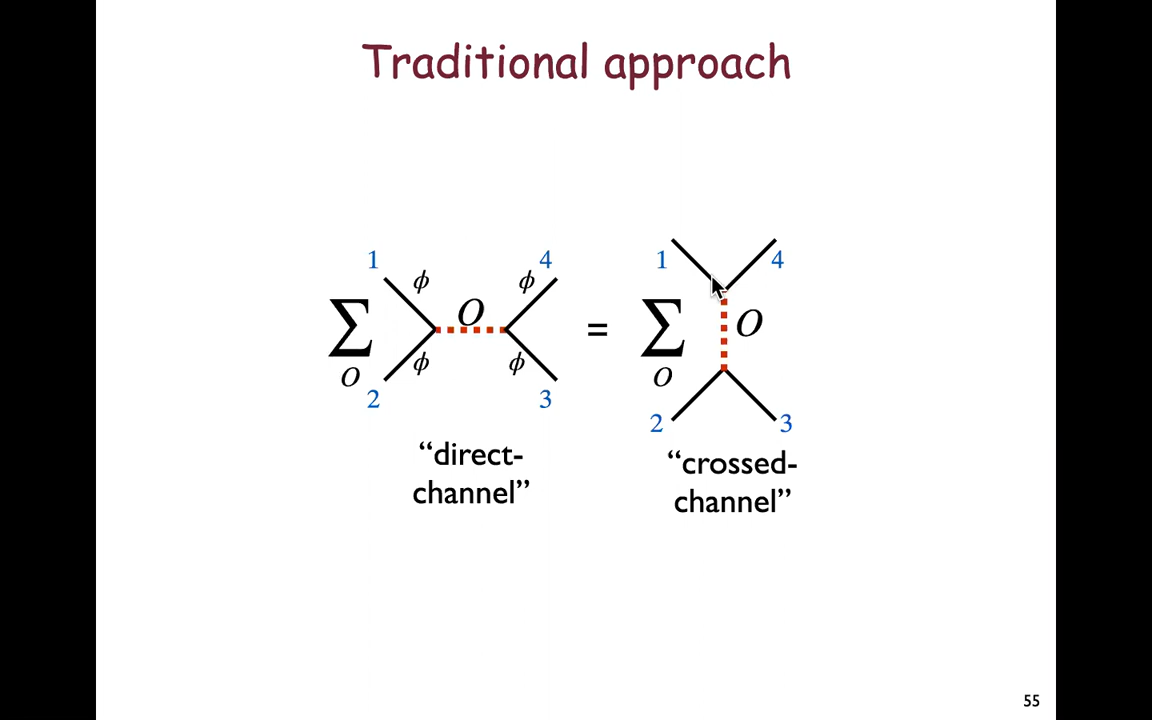 Traditional approach
1 ϕ ϕ 4
∑ O = ∑ O
O ϕ ϕ O
2 3
1 4
2 3
“direct-
channel”
“crossed-
channel”
55